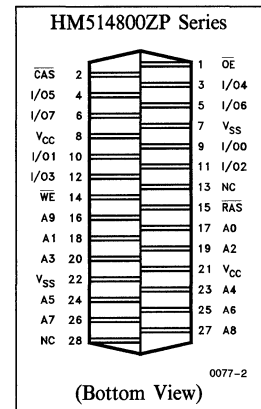 HM514800ZP Series
1 OE
CAS 2
3 I/O4
I/O5 4
5 I/O6
I/O7 6
7 VSS
VCC 8
9 I/O0
I/O1 10
11 I/O2
I/O3 12
13 NC
WE 14
15 RAS
A9 16
17 A0
A1 18
19 A2
A3 20
21 VCC
VSS 22
23 A4
A5 24
25 A6
A7 26
27 A8
NC 28
0077-2
(Bottom View)